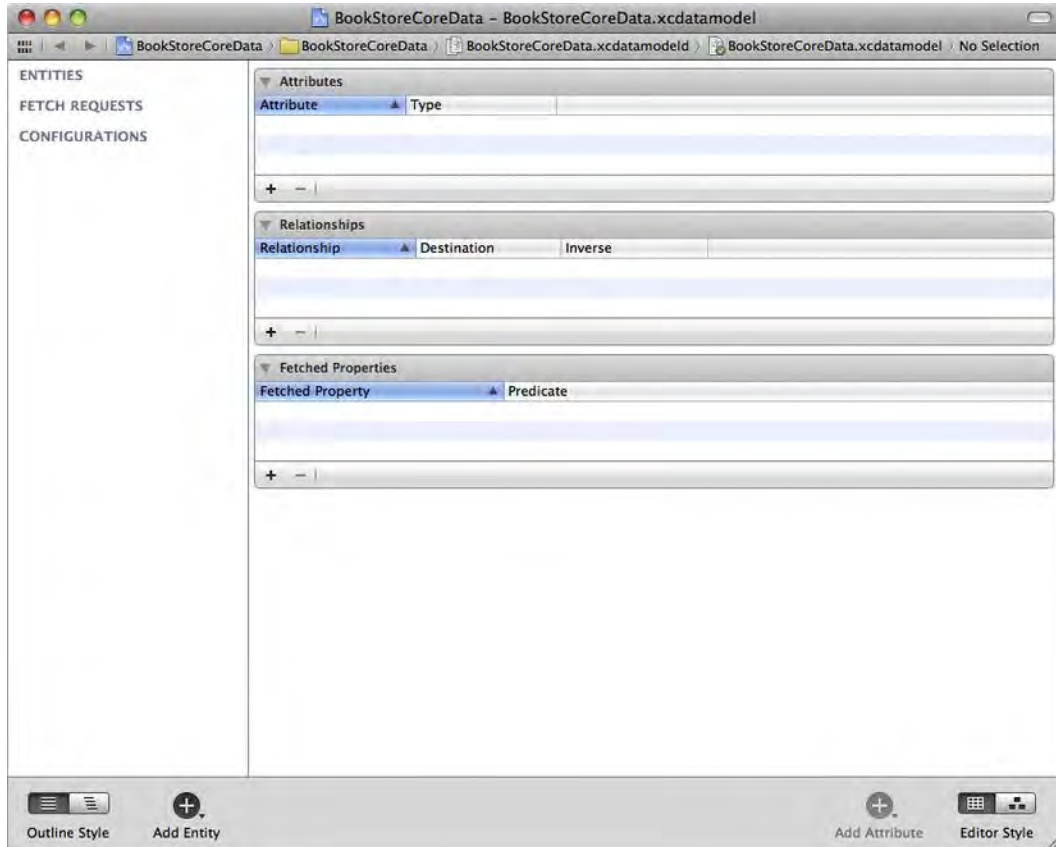 BookStoreCoreData – BookStoreCoreData.xcdatamodel
BookStoreCoreData BookStoreCoreData BookStoreCoreData.xcdatamodeld BookStoreCoreData.xcdatamodel No Selection
ENTITIES
FETCH REQUESTS
CONFIGURATIONS
Attributes
Attribute Type
Relationships
Relationship Destination Inverse
Fetched Properties
Fetched Property Predicate
Outline Style Add Entity Add Attribute Editor Style